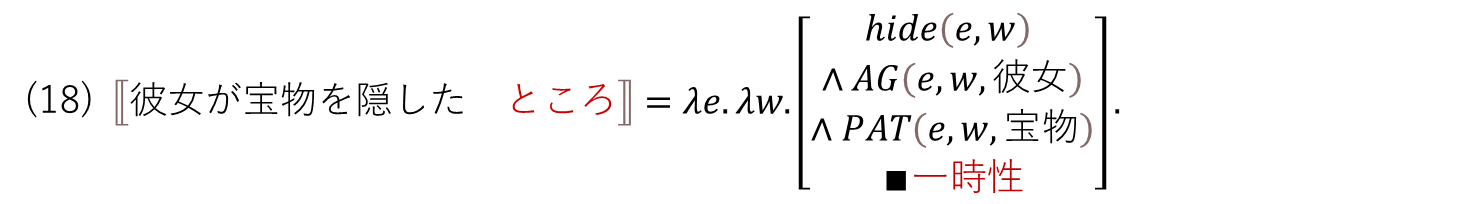 hide(e, w)
(18) ⟦彼女が宝物を隠した ところ⟧ = λe. λw. [ ∧ AG(e, w, 彼女) ] .
∧ PAT(e, w, 宝物)
■一時性